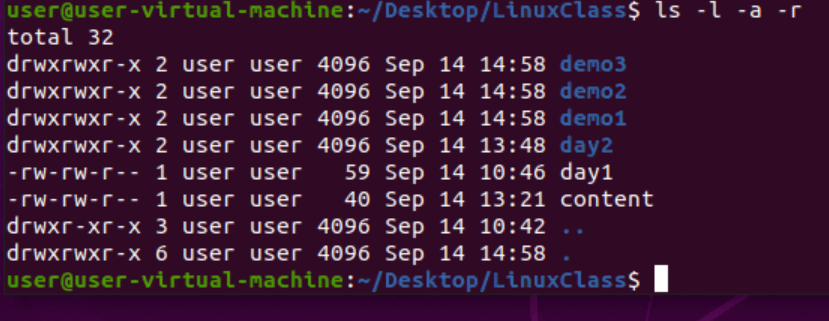 user@user-virtual-machine:~/Desktop/LinuxClass$ ls -l -a -r
total 32
drwxrwxr-x 2 user user 4096 Sep 14 14:58 demo3
drwxrwxr-x 2 user user 4096 Sep 14 14:58 demo2
drwxrwxr-x 2 user user 4096 Sep 14 14:58 demo1
drwxrwxr-x 2 user user 4096 Sep 14 13:48 day2
-rw-rw-r-- 1 user user   59 Sep 14 10:46 day1
-rw-rw-r-- 1 user user   40 Sep 14 13:21 content
drwxr-xr-x 3 user user 4096 Sep 14 10:42 ..
drwxrwxr-x 6 user user 4096 Sep 14 14:58 .
user@user-virtual-machine:~/Desktop/LinuxClass$